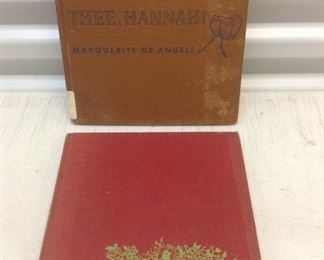 THEE, HANNAH!
MARGUERITE DE ANGELI